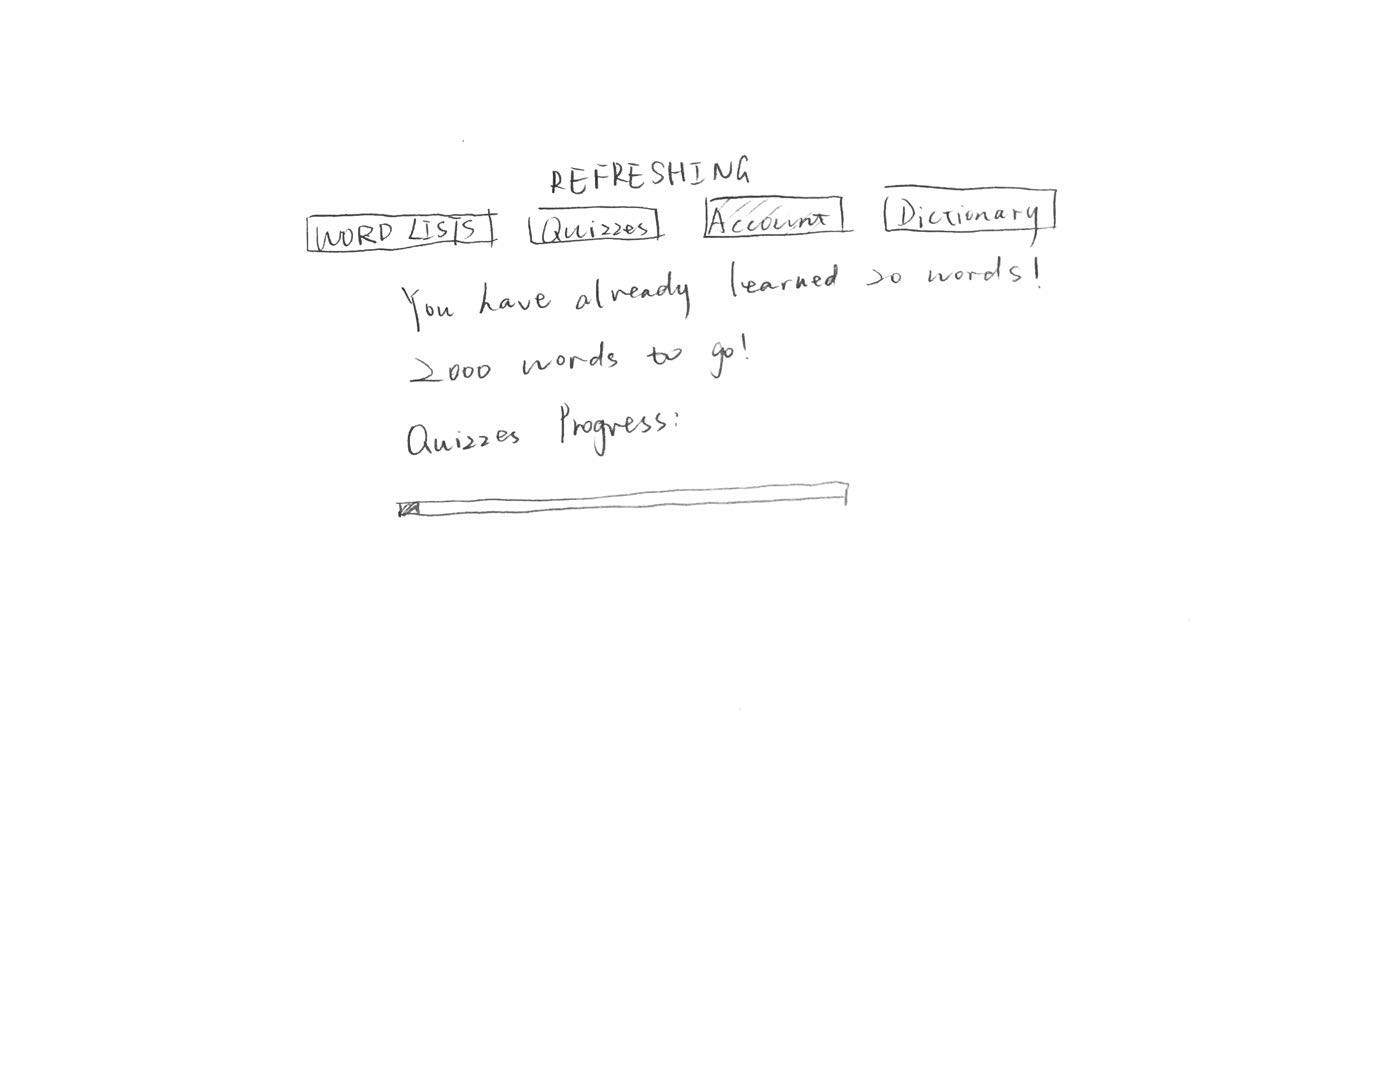 REFRESHING
WORD LISTS Quizzes Account Dictionary
You have already learned 20 words!
2000 words to go!
Quizzes Progress: